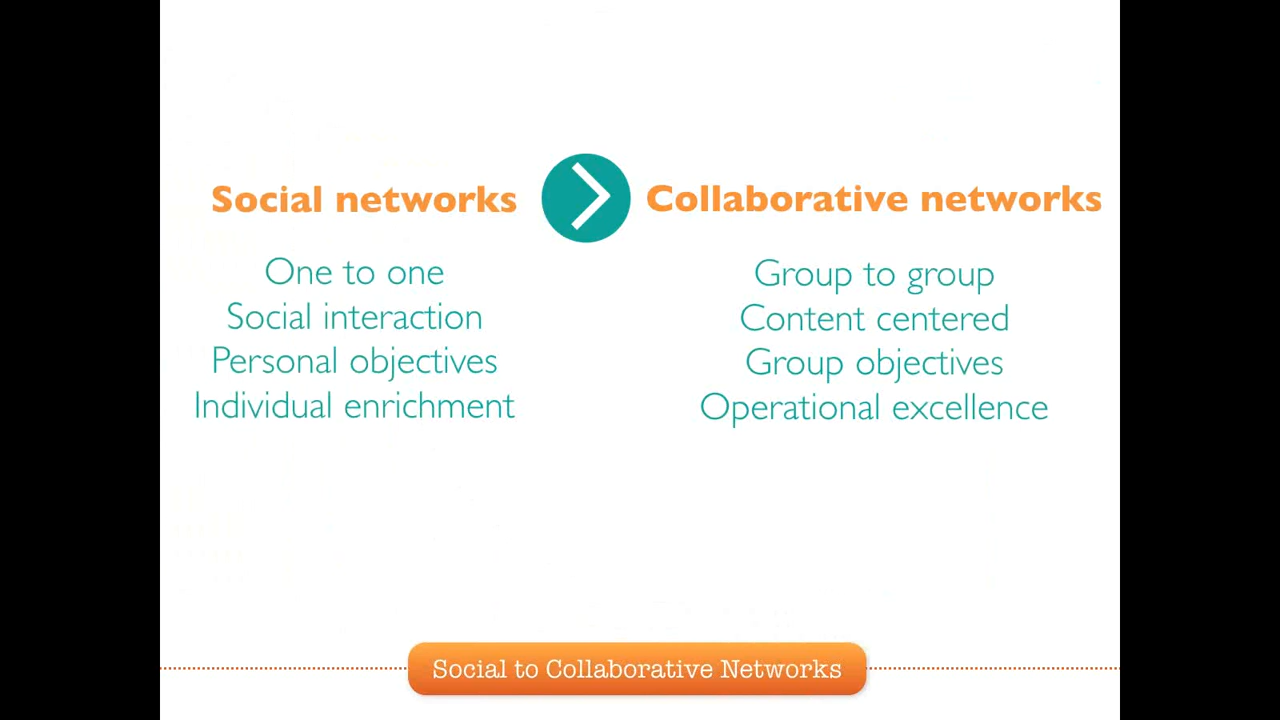 Social networks
One to one
Social interaction
Personal objectives
Individual enrichment
Collaborative networks
Group to group
Content centered
Group objectives
Operational excellence
Social to Collaborative Networks